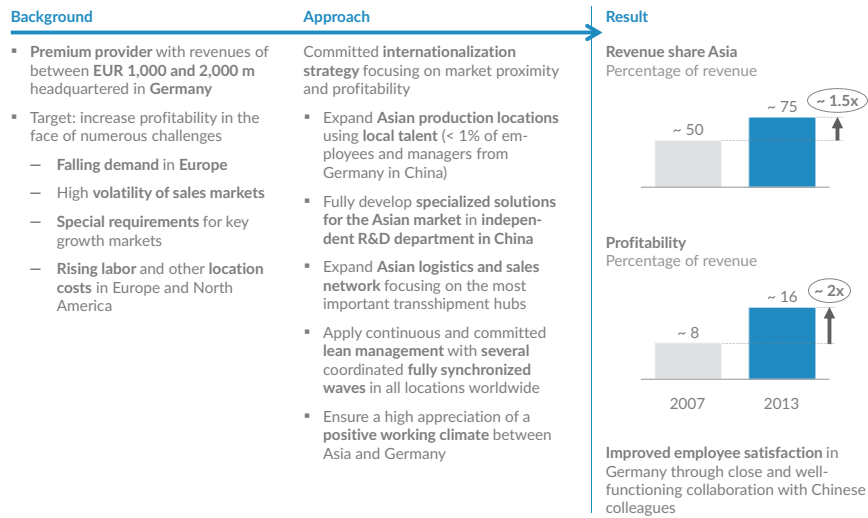 Background
▪ Premium provider with revenues of
between EUR 1,000 and 2,000 m
headquartered in Germany
▪ Target: increase profitability in the
face of numerous challenges
– Falling demand in Europe
– High volatility of sales markets
– Special requirements for key
growth markets
– Rising labor and other location
costs in Europe and North
America
Approach
Committed internationalization
strategy focusing on market proximity
and profitability
▪ Expand Asian production locations
using local talent (< 1% of em-
ployees and managers from
Germany in China)
▪ Fully develop specialized solutions
for the Asian market in indepen-
dent R&D department in China
▪ Expand Asian logistics and sales
network focusing on the most
important transshipment hubs
▪ Apply continuous and committed
lean management with several
coordinated fully synchronized
waves in all locations worldwide
▪ Ensure a high appreciation of a
positive working climate between
Asia and Germany
Result
Revenue share Asia
Percentage of revenue
~ 50
~ 75
~ 1.5x
Profitability
Percentage of revenue
~ 8
~ 16
~ 2x
2007
2013
Improved employee satisfaction in
Germany through close and well-
functioning collaboration with Chinese
colleagues